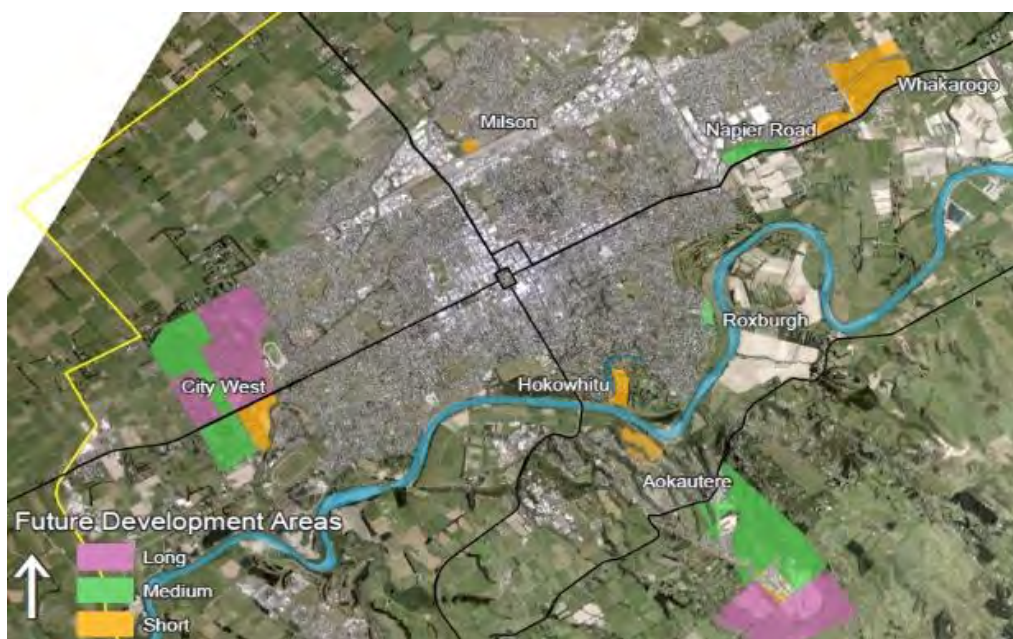 Milson
Whakarogo
Napier Road
Roxburgh
City West
Hokowhitu
Aokautere
Future Development Areas
Long
Medium
Short